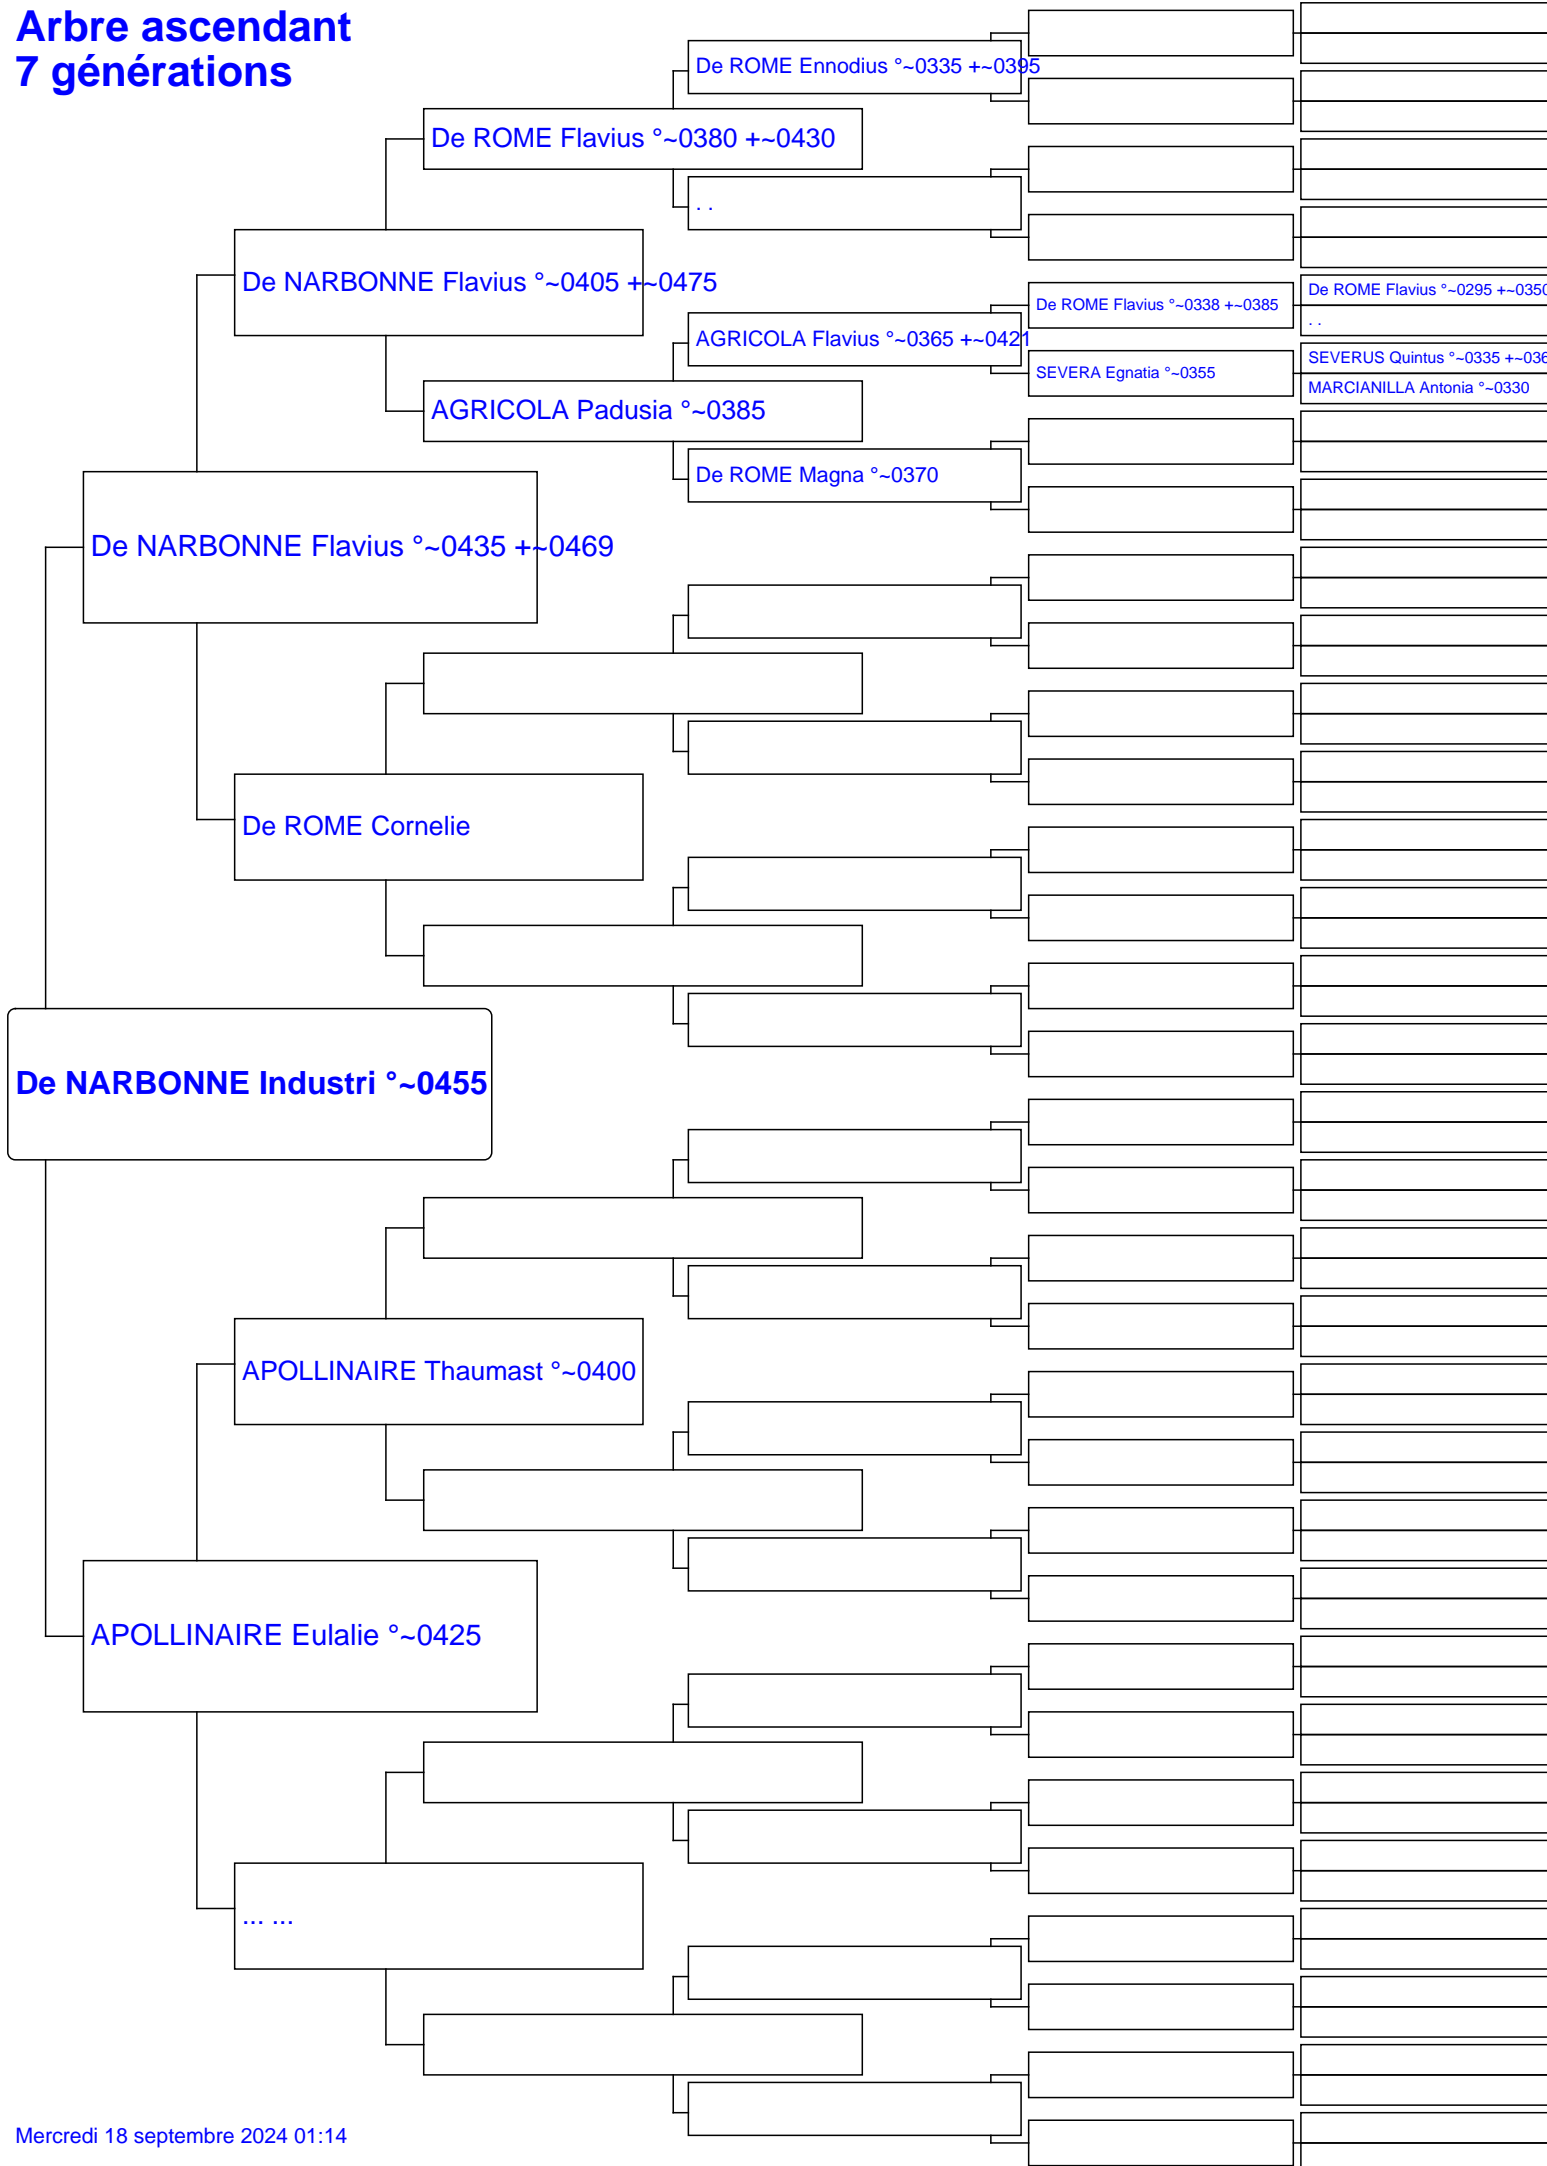 Arbre ascendant
7 générations
De ROME Ennodius °~0335 +~0395
De ROME Flavius °~0380 +~0430
. .
De NARBONNE Flavius °~0405 +~0475
De ROME Flavius °~0338 +~0385
De ROME Flavius °~0295 +~0350
. .
AGRICOLA Flavius °~0365 +~0421
SEVERA Egnatia °~0355
SEVERUS Quintus °~0335 +~036
MARCIANILLA Antonia °~0330
AGRICOLA Padusia °~0385
De ROME Magna °~0370
De NARBONNE Flavius °~0435 +~0469
De ROME Cornelie
De NARBONNE Industri °~0455
APOLLINAIRE Thaumast °~0400
APOLLINAIRE Eulalie °~0425
... ...
Mercredi 18 septembre 2024 01:14